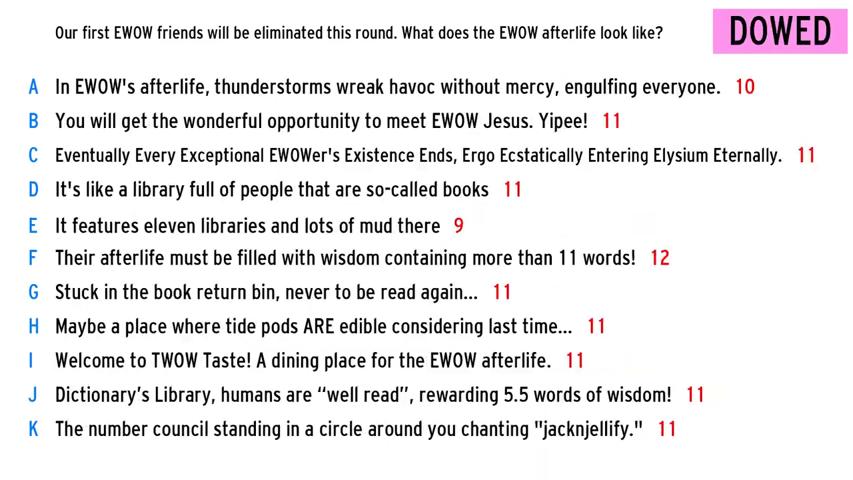 Our first EWOW friends will be eliminated this round. What does the EWOW afterlife look like?
DOWED
A In EWOW's afterlife, thunderstorms wreak havoc without mercy, engulfing everyone. 10
B You will get the wonderful opportunity to meet EWOW Jesus. Yipee! 11
C Eventually Every Exceptional EWOWer's Existence Ends, Ergo Ecstatically Entering Elysium Eternally. 11
D It's like a library full of people that are so-called books 11
E It features eleven libraries and lots of mud there 9
F Their afterlife must be filled with wisdom containing more than 11 words! 12
G Stuck in the book return bin, never to be read again... 11
H Maybe a place where tide pods ARE edible considering last time... 11
I Welcome to TWOW Taste! A dining place for the EWOW afterlife. 11
J Dictionary’s Library, humans are “well read”, rewarding 5.5 words of wisdom! 11
K The number council standing in a circle around you chanting "jacknjellify." 11